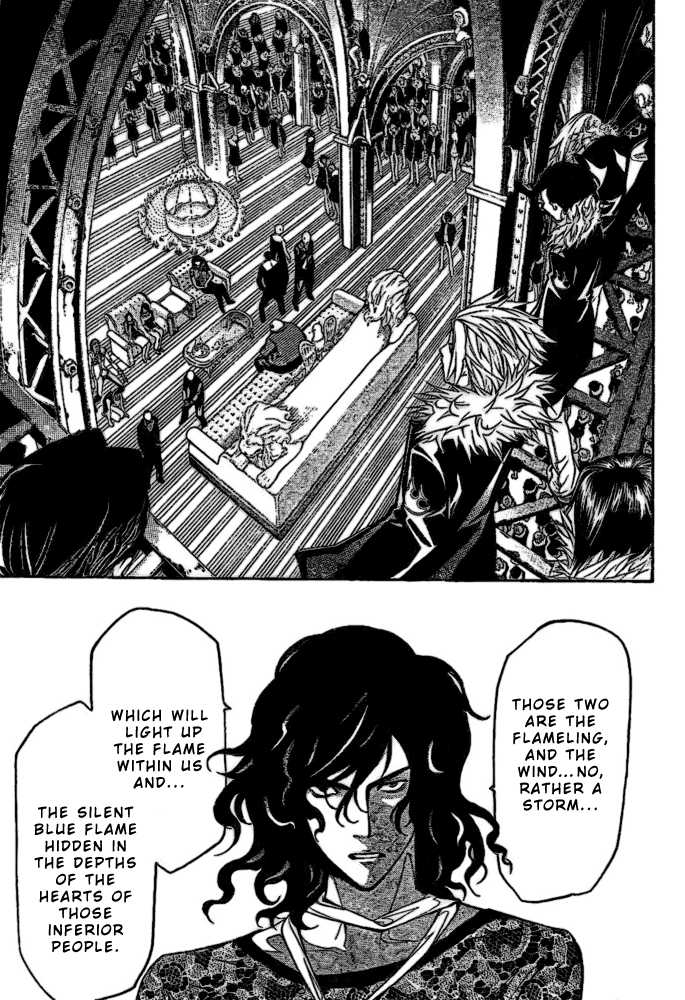 THOSE TWO
ARE THE
FLAMELING,
AND THE
WIND...NO,
RATHER A
STORM...
WHICH WILL
LIGHT UP
THE FLAME
WITHIN US
AND...
THE SILENT
BLUE FLAME
HIDDEN IN
THE DEPTHS
OF THE
HEARTS OF
THOSE
INFERIOR
PEOPLE.